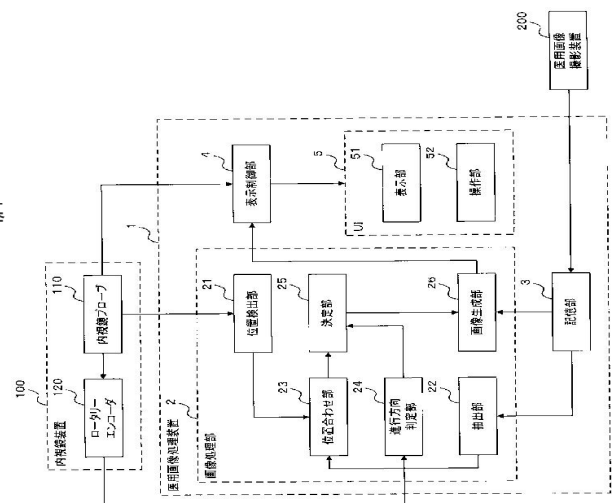 100
内視鏡装置
120
ロータリー
エンコーダ
110
内視鏡プローブ
1
医用画像処理装置
2
画像処理部
21
位置検出部
23
位置合わせ部
25
決定部
24
進行方向
判定部
22
抽出部
26
画像生成部
4
表示制御部
5
UI
51
表示部
52
操作部
3
記憶部
200
医用画像
撮影装置